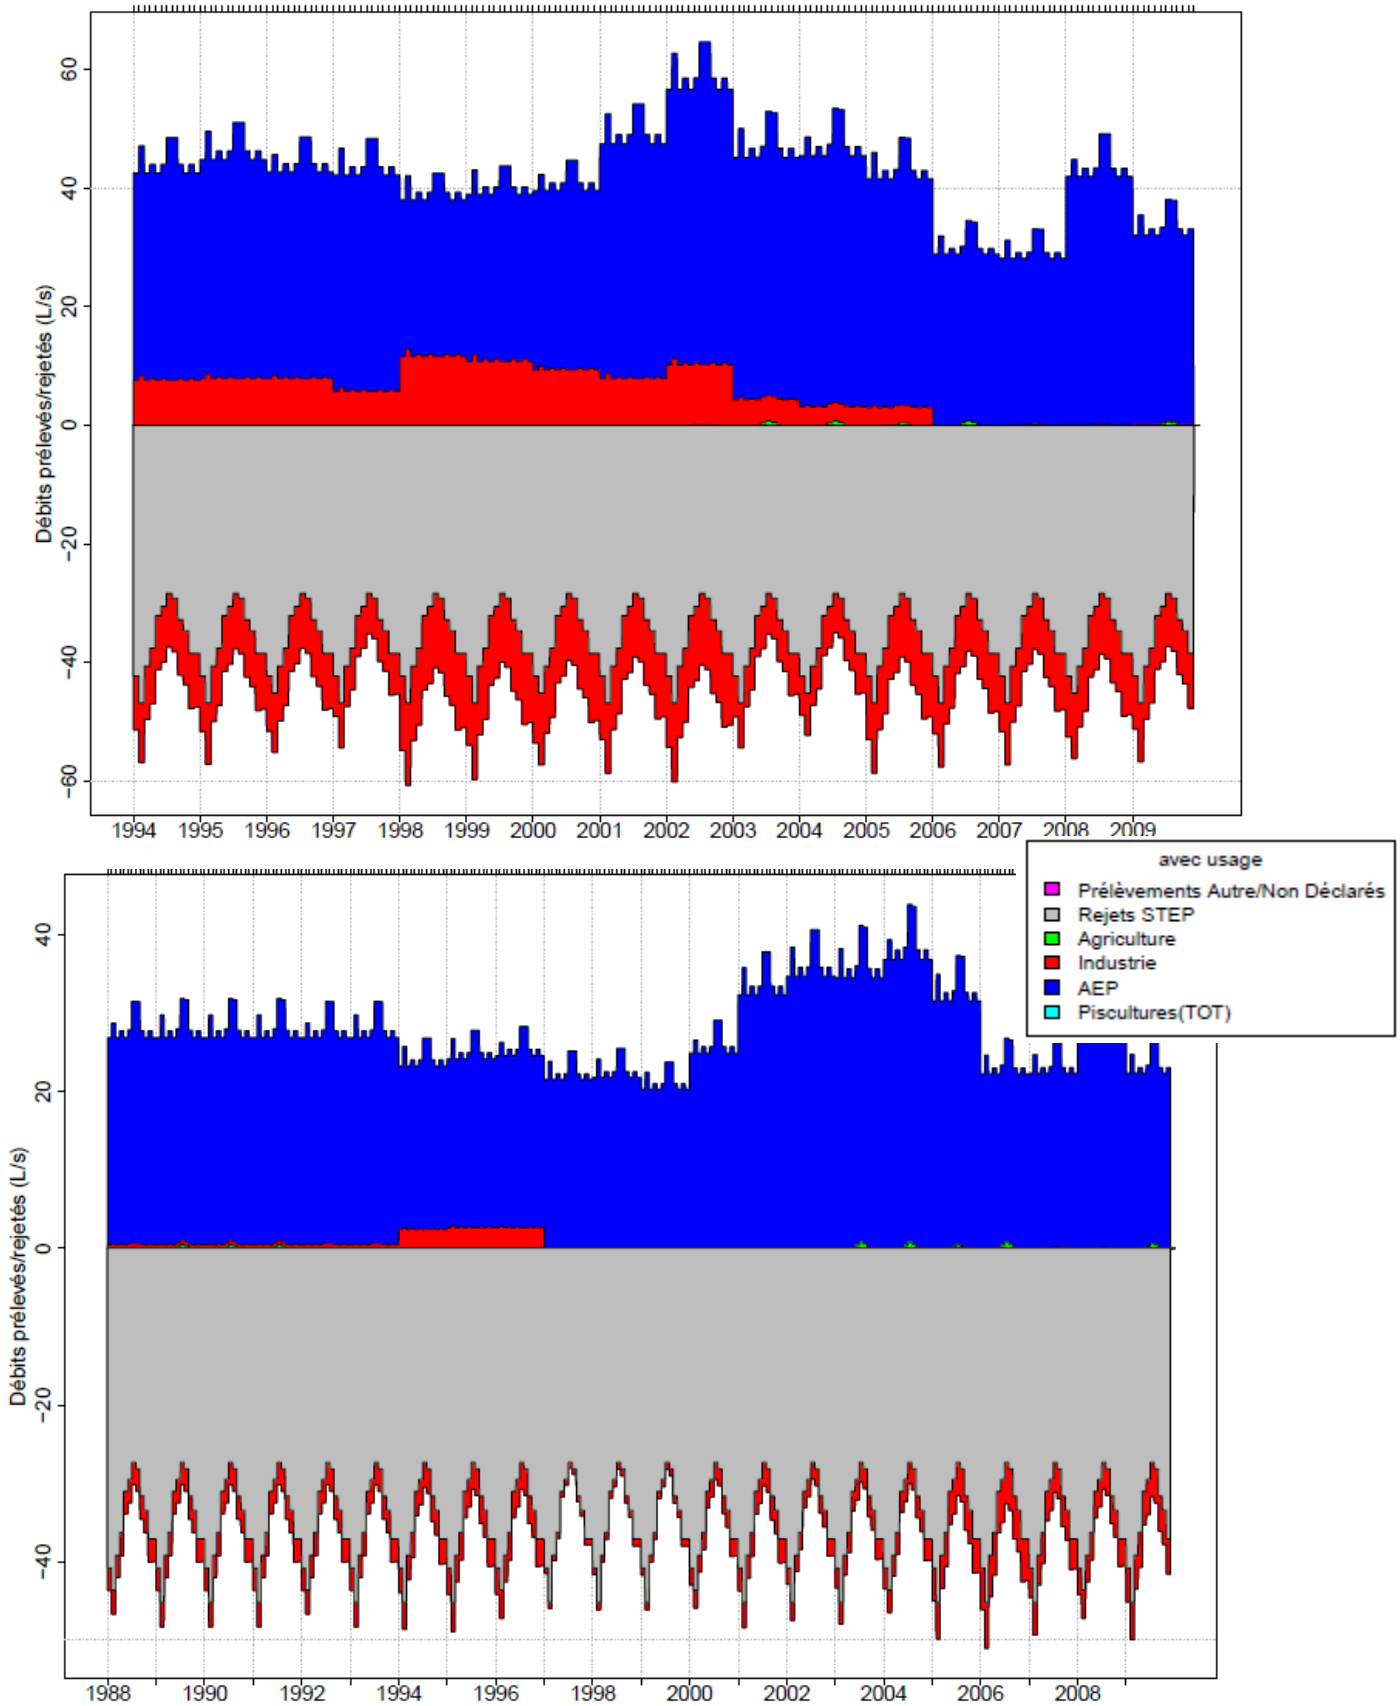 60
40
20
0
−20
−40
−60
Débits prélevés/rejetés (L/s)
1994 1995 1996 1997 1998 1999 2000 2001 2002 2003 2004 2005 2006 2007 2008 2009
avec usage
Prélèvements Autre/Non Déclarés
Rejets STEP
Agriculture
Industrie
AEP
Piscultures(TOT)
40
20
0
−20
−40
Débits prélevés/rejetés (L/s)
1988 1990 1992 1994 1996 1998 2000 2002 2004 2006 2008